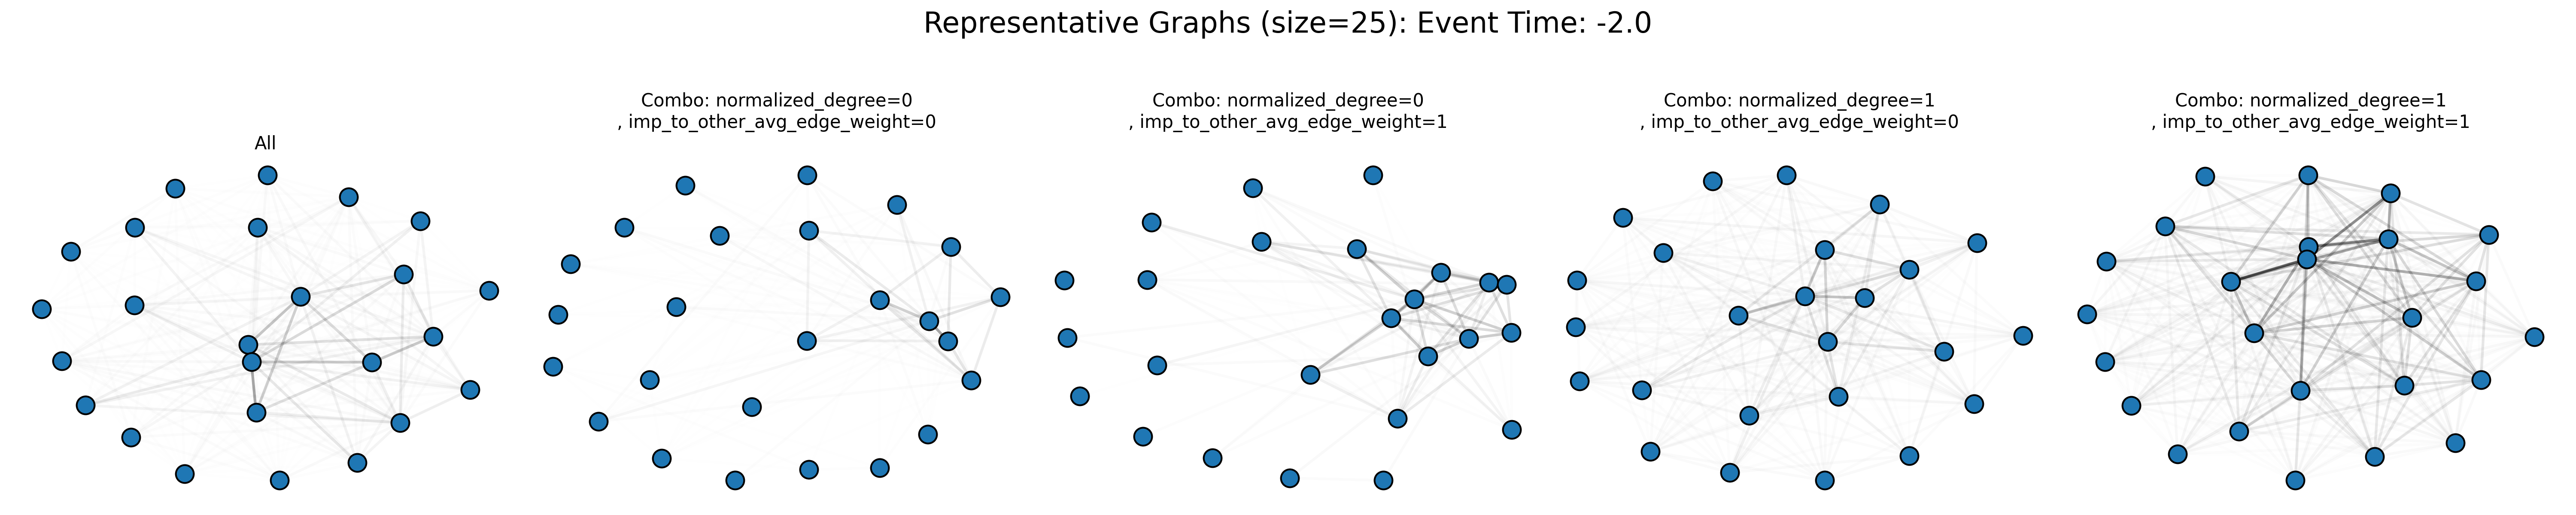 Representative Graphs (size=25): Event Time: -2.0
All
Combo: normalized_degree=0
, imp_to_other_avg_edge_weight=0
Combo: normalized_degree=0
, imp_to_other_avg_edge_weight=1
Combo: normalized_degree=1
, imp_to_other_avg_edge_weight=0
Combo: normalized_degree=1
, imp_to_other_avg_edge_weight=1